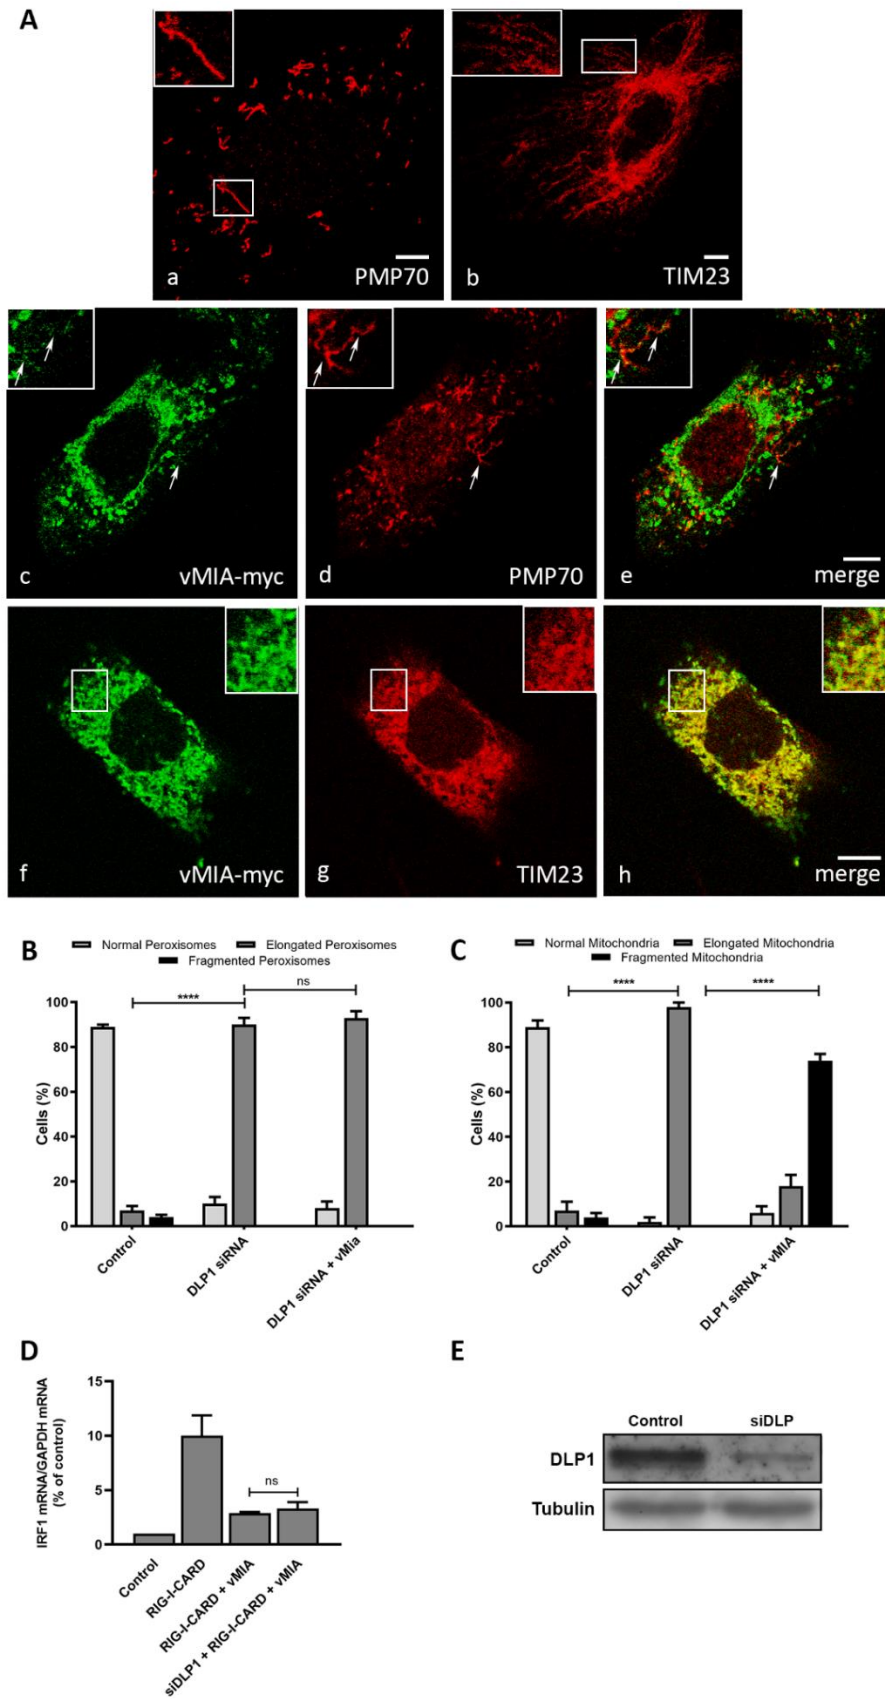 A
a
PMP70
b
TIM23
c
vMIA-myc
d
PMP70
e
merge
f
vMIA-myc
g
TIM23
h
merge
B
Normal Peroxisomes
Elongated Peroxisomes
Fragmented Peroxisomes
****
ns
100
80
60
40
20
0
Cells (%)
Control
DLP1 siRNA
DLP1 siRNA + vMia
C
Normal Mitochondria
Elongated Mitochondria
Fragmented Mitochondria
****
****
100
80
60
40
20
0
Cells (%)
Control
DLP1 siRNA
DLP1 siRNA + vMIA
D
15
10
5
0
IRF1 mRNA/GAPDH mRNA
(% of control)
ns
Control
RIG-I-CARD
RIG-I-CARD + vMIA
siDLP1 + RIG-I-CARD + vMIA
E
Control
siDLP
DLP1
Tubulin